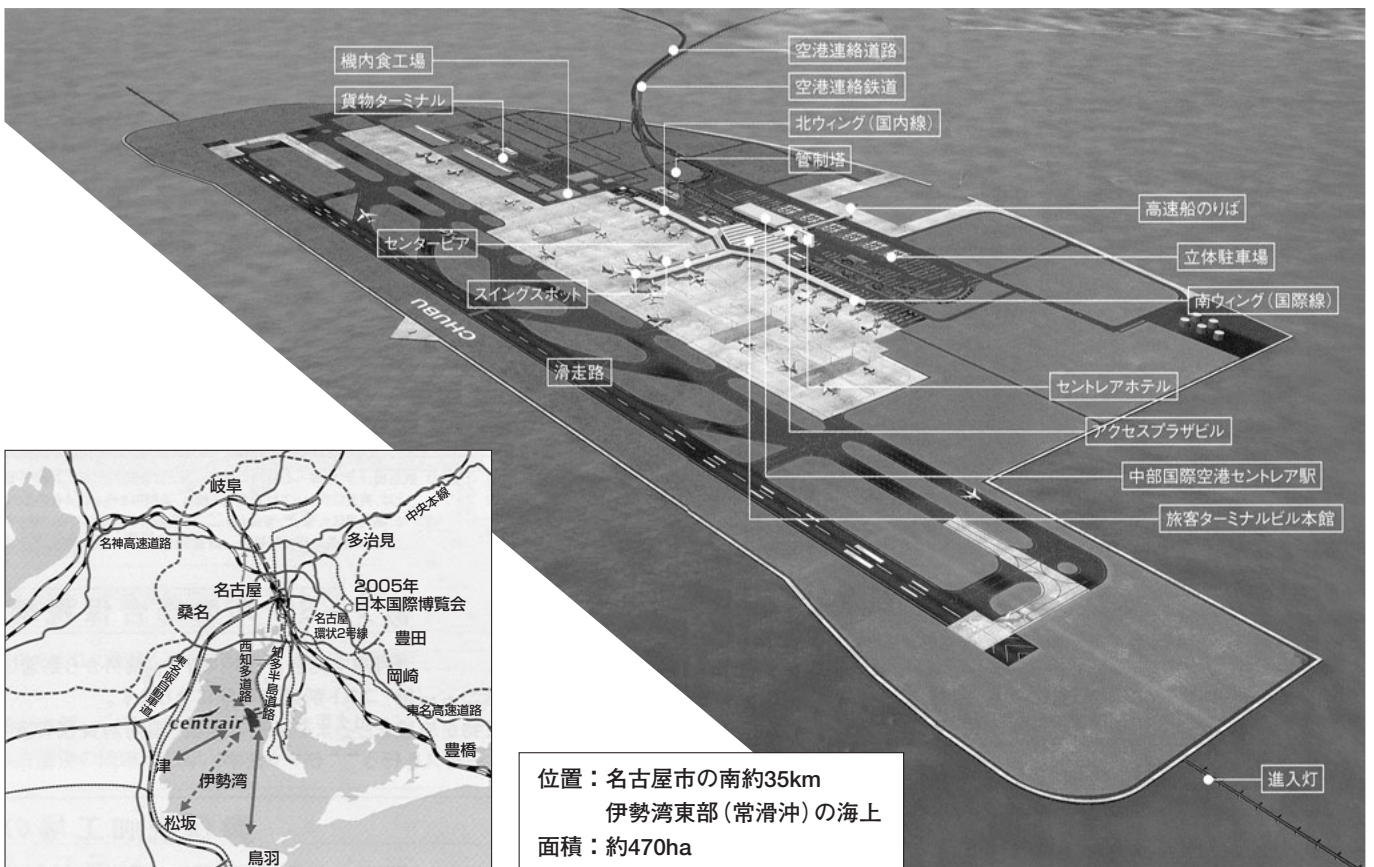 空港連絡道路
機内食工場
空港連絡鉄道
貨物ターミナル
北ウィング(国内線)
管制塔
高速船のりば
センターピア
立体駐車場
スイングスポット
南ウィング(国際線)
CHUBU
滑走路
セントレアホテル
アクセスプラザビル
中部国際空港セントレア駅
旅客ターミナルビル本館
進入灯
岐阜
中央本線
名神高速道路
多治見
2005年
日本国際博覧会
名古屋
桑名
名古屋
環状2号線
豊田
西知多道路
知多半島道路
岡崎
東名阪自動車道
東名高速道路
centrair
豊橋
津
伊勢湾
松坂
鳥羽
位置:名古屋市の南約35km
伊勢湾東部(常滑沖)の海上
面積:約470ha